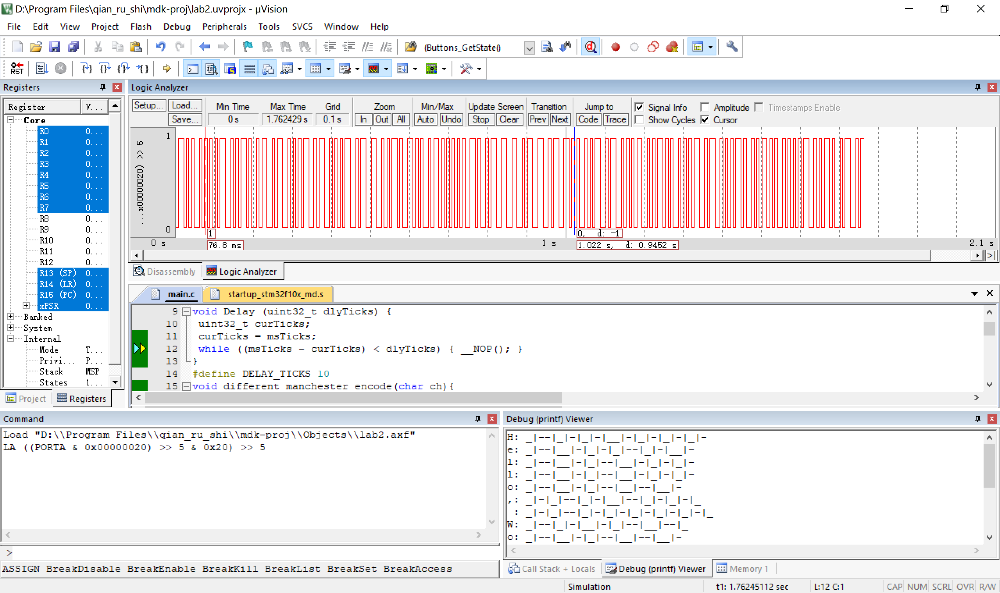 D:\Program Files\qian_ru_shi\mdk-proj\lab2.uvprojx - µVision
File Edit View Project Flash Debug Peripherals Tools SVCS Window Help
(Buttons_GetState()
RST
Registers
Register V...
Core
R0 0...
R1 0...
R2 0...
R3 0...
R4 0...
R5 0...
R6 0...
R7 0...
R8 0...
R9 0...
R10 0...
R11 0...
R12 0...
R13 (SP) 0...
R14 (LR) 0...
R15 (PC) 0...
xPSR 0...
Banked
System
Internal
Mode T...
Privi... P...
Stack MSP
States 1...
Project Registers
Logic Analyzer
Setup... Load... Min Time Max Time Grid Zoom Min/Max Update Screen Transition Jump to Signal Info Amplitude Timestamps Enable
Save... 0 s 1.762429 s 0.1 s In Out All Auto Undo Stop Clear Prev Next Code Trace Show Cycles Cursor
1
...x00000020) >> 5
0
1 0, d: -1
0 s 1 s 2.1 s
76.8 ms 1.022 s, d: 0.9452 s
>|
Disassembly Logic Analyzer
main.c startup_stm32f10x_md.s
9 void Delay (uint32_t dlyTicks) {
10 uint32_t curTicks;
11 curTicks = msTicks;
12 while ((msTicks - curTicks) < dlyTicks) { __NOP(); }
13 }
14 #define DELAY_TICKS 10
15 void different manchester encode(char ch){
Command
Load "D:\\Program Files\\qian_ru_shi\\mdk-proj\\Objects\\lab2.axf"
LA ((PORTA & 0x00000020) >> 5 & 0x20) >> 5
>
ASSIGN BreakDisable BreakEnable BreakKill BreakList BreakSet BreakAccess
Debug (printf) Viewer
H: _|--|_|-|_|-|__|-|_|-|_|-|_|-
e: _|--|__|-|_|-|_|--|_|-|__|-
l: _|--|__|-|_|--|__|-|_|-|_|-
l: _|--|__|-|_|--|__|-|_|-|_|-
o: _|--|__|-|_|--|__|--|__|-
,: _|-|_|--|_|-|__|--|_|-|_|-|_
 : _|-|_|--|_|-|_|-|_|-|_|-|_|-|_
W: _|--|_|-|__|-|_|--|__|--|_
o: _|--|__|-|_|--|__|--|__|-
Call Stack + Locals Debug (printf) Viewer Memory 1
Simulation t1: 1.76245112 sec L:12 C:1 CAP NUM SCRL OVR R/W